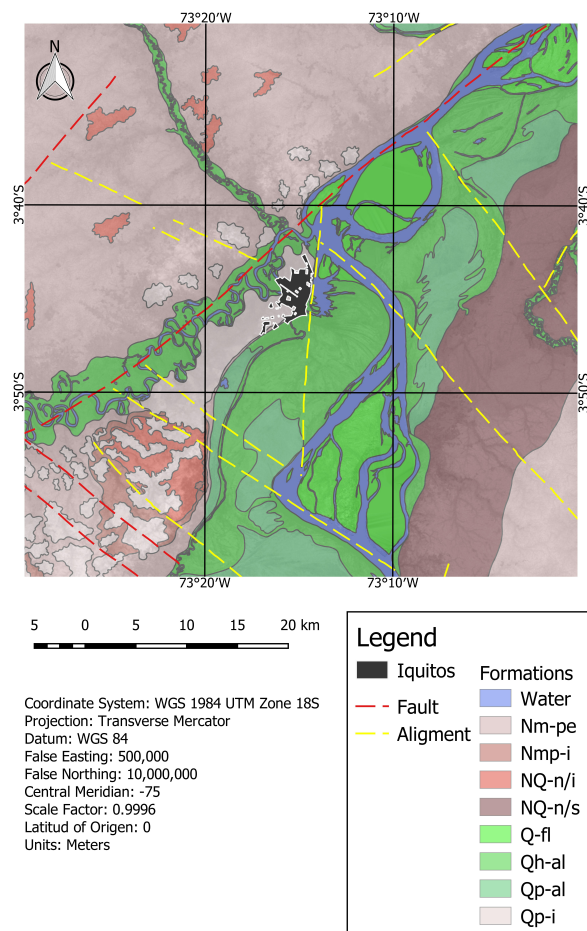 73°20'W 73°10'W
N
3°40'S 3°40'S
3°50'S 3°50'S
73°20'W 73°10'W
5 0 5 10 15 20 km
Coordinate System: WGS 1984 UTM Zone 18S
Projection: Transverse Mercator
Datum: WGS 84
False Easting: 500,000
False Northing: 10,000,000
Central Meridian: -75
Scale Factor: 0.9996
Latitud of Origen: 0
Units: Meters
Legend
Iquitos
Fault
Aligment
Formations
Water
Nm-pe
Nmp-i
NQ-n/i
NQ-n/s
Q-fl
Qh-al
Qp-al
Qp-i